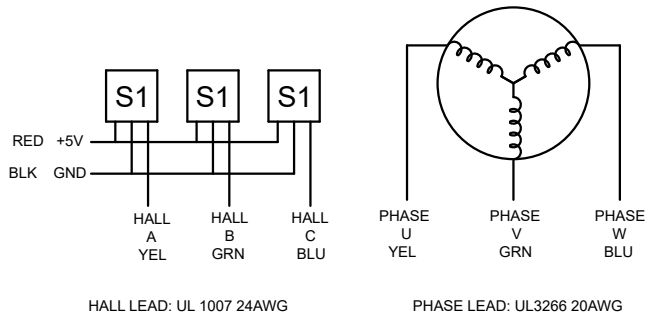 S1 S1 S1
RED +5V
BLK GND
HALL
A
YEL
HALL
B
GRN
HALL
C
BLU
PHASE
U
YEL
PHASE
V
GRN
PHASE
W
BLU
HALL LEAD: UL 1007 24AWG
PHASE LEAD: UL3266 20AWG